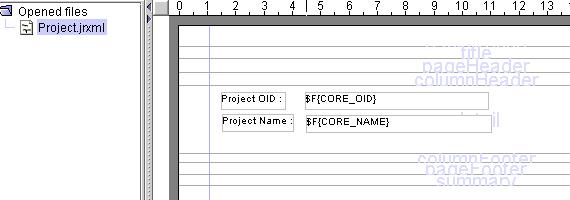 Opened files
Project.jrxml
0 1 2 3 4 5 6 7 8 9 10 11 12 13
title
pageHeader
columnHeader
Project OID : $F{CORE_OID}
Project Name : $F{CORE_NAME}
detail
columnFooter
pageFooter
summary